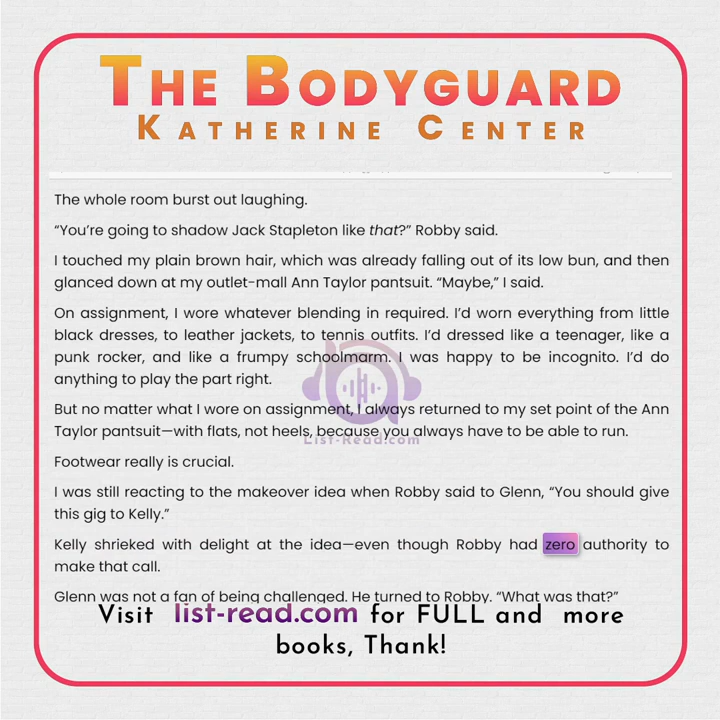 THE BODYGUARD
KATHERINE CENTER
The whole room burst out laughing.
“You’re going to shadow Jack Stapleton like that?” Robby said.
I touched my plain brown hair, which was already falling out of its low bun, and then
glanced down at my outlet-mall Ann Taylor pantsuit. “Maybe,” I said.
On assignment, I wore whatever blending in required. I’d worn everything from little
black dresses, to leather jackets, to tennis outfits. I’d dressed like a teenager, like a
punk rocker, and like a frumpy schoolmarm. I was happy to be incognito. I’d do
anything to play the part right.
But no matter what I wore on assignment, I always returned to my set point of the Ann
Taylor pantsuit—with flats, not heels, because you always have to be able to run.
List-Read.com
Footwear really is crucial.
I was still reacting to the makeover idea when Robby said to Glenn, “You should give
this gig to Kelly.”
Kelly shrieked with delight at the idea—even though Robby had zero authority to
make that call.
Glenn was not a fan of being challenged. He turned to Robby. “What was that?”
Visit list-read.com for FULL and more
books, Thank!